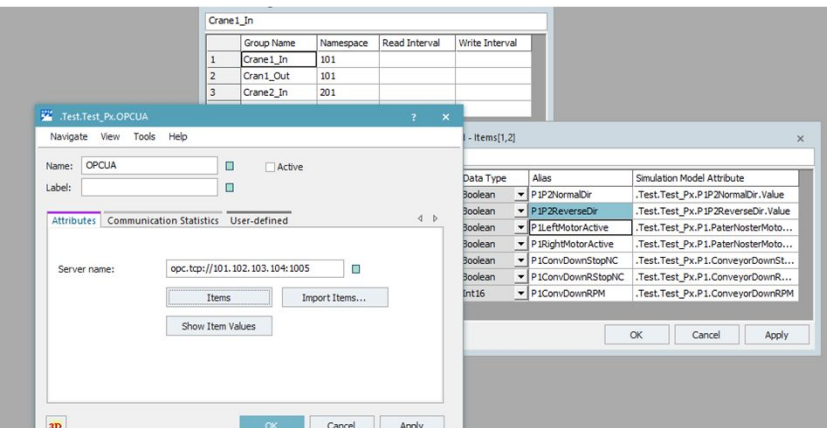 Crane1_In
Group Name Namespace Read Interval Write Interval
1 Crane1_In 101
2 Cran1_Out 101
3 Crane2_In 201
.Test.Test_Px.OPCUA ? ×
Navigate View Tools Help
Name: OPCUA Active
Label:
Attributes Communication Statistics User-defined
Server name: opc.tcp://101.102.103.104:1005
Items Import Items...
Show Item Values
3D OK Cancel Apply
- Items[1,2] ×
Data Type Alias Simulation Model Attribute
Boolean P1P2NormalDir .Test.Test_Px.P1P2NormalDir.Value
Boolean P1P2ReverseDir .Test.Test_Px.P1P2ReverseDir.Value
Boolean P1LeftMotorActive .Test.Test_Px.P1.PaterNosterMoto...
Boolean P1RightMotorActive .Test.Test_Px.P1.PaterNosterMoto...
Boolean P1ConvDownStopNC .Test.Test_Px.P1.ConveyorDownSt...
Boolean P1ConvDownRStopNC .Test.Test_Px.P1.ConveyorDownR...
Int16 P1ConvDownRPM .Test.Test_Px.P1.ConveyorDownRPM
OK Cancel Apply